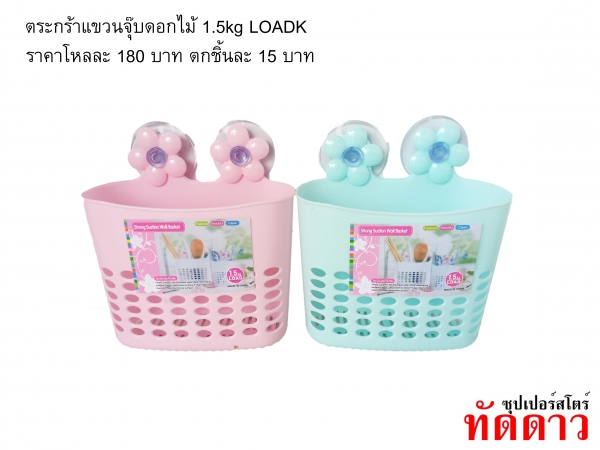 ตระกร้าแขวนจุ๊บดอกไม้ 1.5kg LOADK
ราคาโหลละ 180 บาท ตกชิ้นละ 15 บาท
Strong Suction Wall Basket
Strong Suction Wall Basket
1.5kg
LOAD
1.5kg
LOAD
ซุปเปอร์สโตร์
ทัดดาว